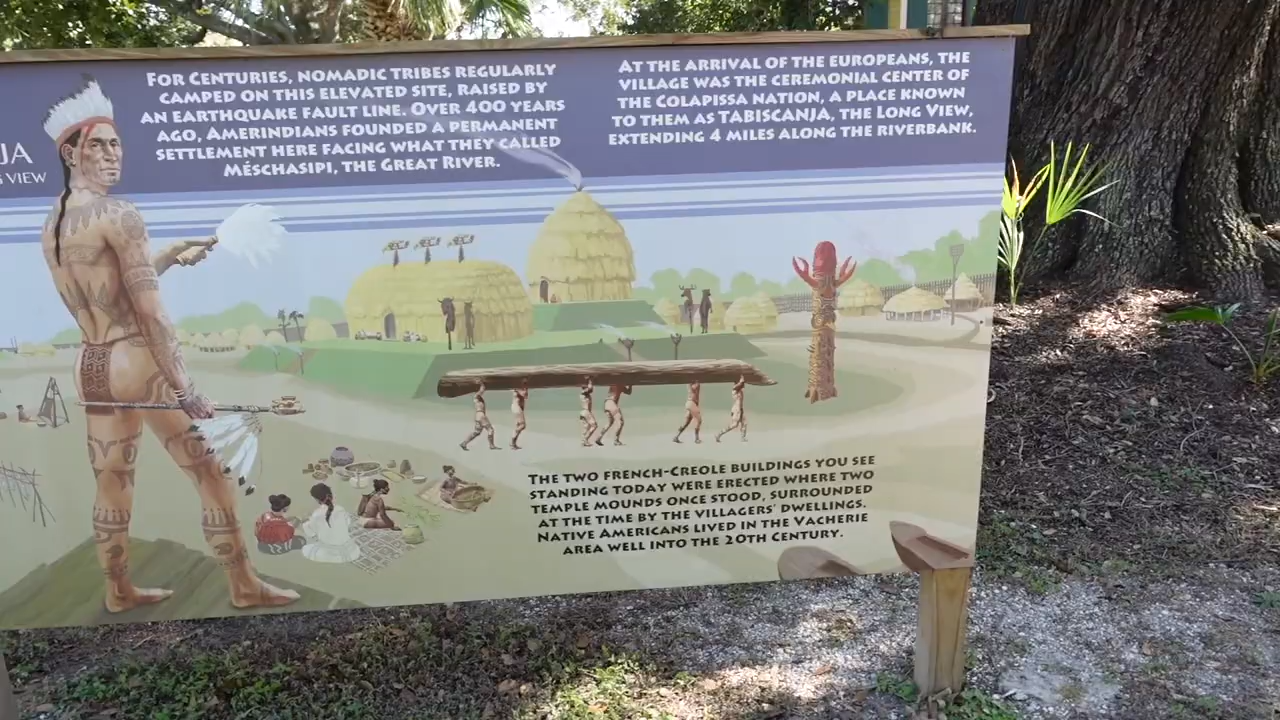 JA
VIEW
FOR CENTURIES, NOMADIC TRIBES REGULARLY
CAMPED ON THIS ELEVATED SITE, RAISED BY
AN EARTHQUAKE FAULT LINE. OVER 400 YEARS
AGO, AMERINDIANS FOUNDED A PERMANENT
SETTLEMENT HERE FACING WHAT THEY CALLED
MÉSCHASIPI, THE GREAT RIVER.
AT THE ARRIVAL OF THE EUROPEANS, THE
VILLAGE WAS THE CEREMONIAL CENTER OF
THE COLAPISSA NATION, A PLACE KNOWN
TO THEM AS TABISCANJA, THE LONG VIEW,
EXTENDING 4 MILES ALONG THE RIVERBANK.
THE TWO FRENCH-CREOLE BUILDINGS YOU SEE
STANDING TODAY WERE ERECTED WHERE TWO
TEMPLE MOUNDS ONCE STOOD, SURROUNDED
AT THE TIME BY THE VILLAGERS' DWELLINGS.
NATIVE AMERICANS LIVED IN THE VACHERIE
AREA WELL INTO THE 20TH CENTURY.